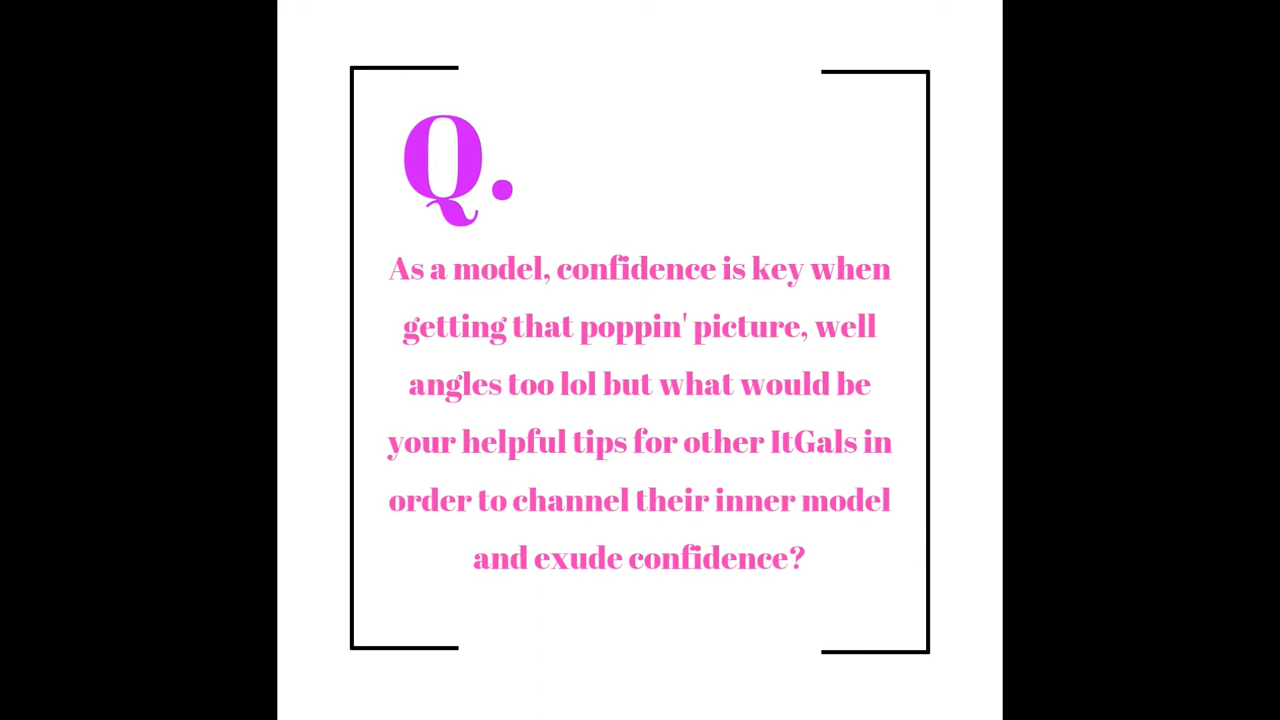 Q.
As a model, confidence is key when
getting that poppin' picture, well
angles too lol but what would be
your helpful tips for other ItGals in
order to channel their inner model
and exude confidence?